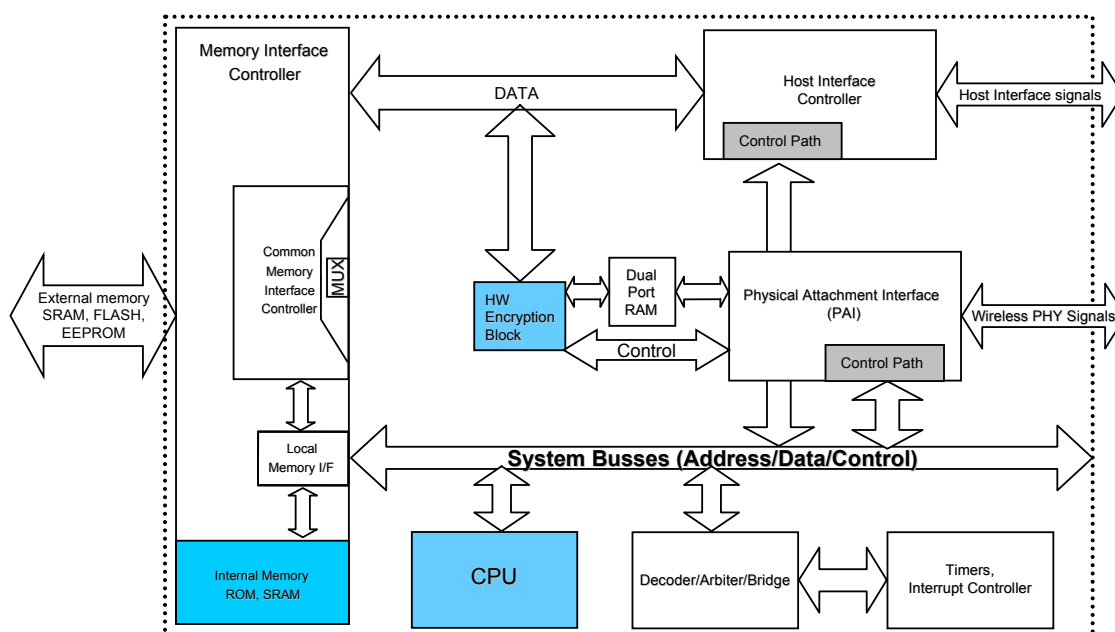 Memory Interface
Controller
DATA
Host Interface
Controller
Control Path
Host Interface signals
Common
Memory
Interface
Controller
MUX
External memory
SRAM, FLASH,
EEPROM
HW
Encryption
Block
Dual
Port
RAM
Control
Physical Attachment Interface
(PAI)
Control Path
Wireless PHY Signals
Local
Memory I/F
System Busses (Address/Data/Control)
Internal Memory
ROM, SRAM
CPU
Decoder/Arbiter/Bridge
Timers,
Interrupt Controller